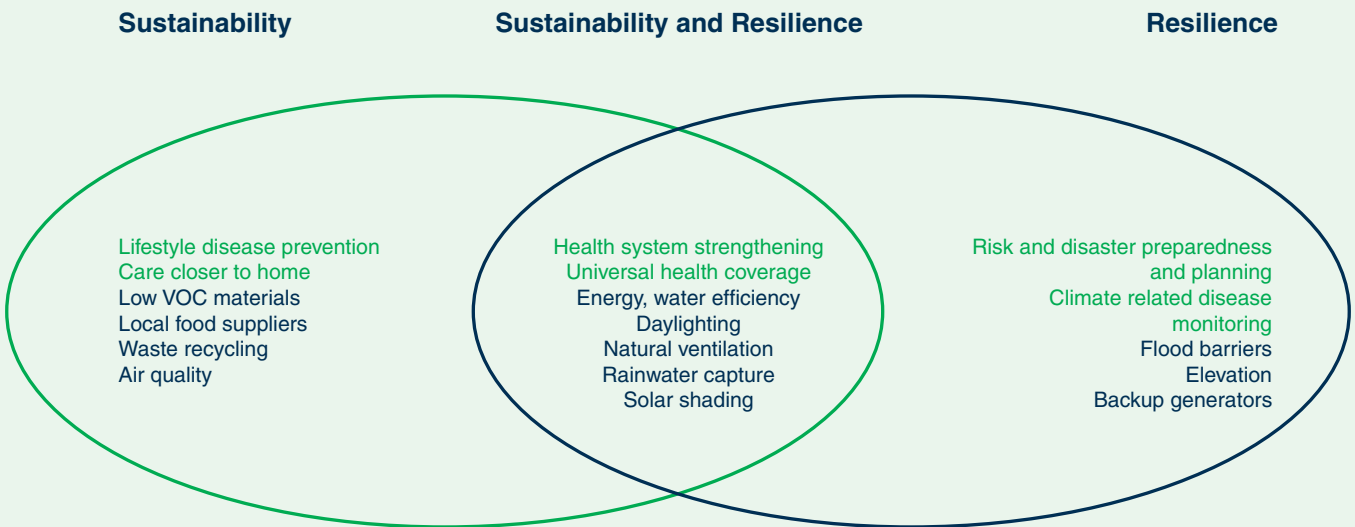 Sustainability
Sustainability and Resilience
Resilience
Lifestyle disease prevention
Care closer to home
Low VOC materials
Local food suppliers
Waste recycling
Air quality
Health system strengthening
Universal health coverage
Energy, water efficiency
Daylighting
Natural ventilation
Rainwater capture
Solar shading
Risk and disaster preparedness
and planning
Climate related disease
monitoring
Flood barriers
Elevation
Backup generators